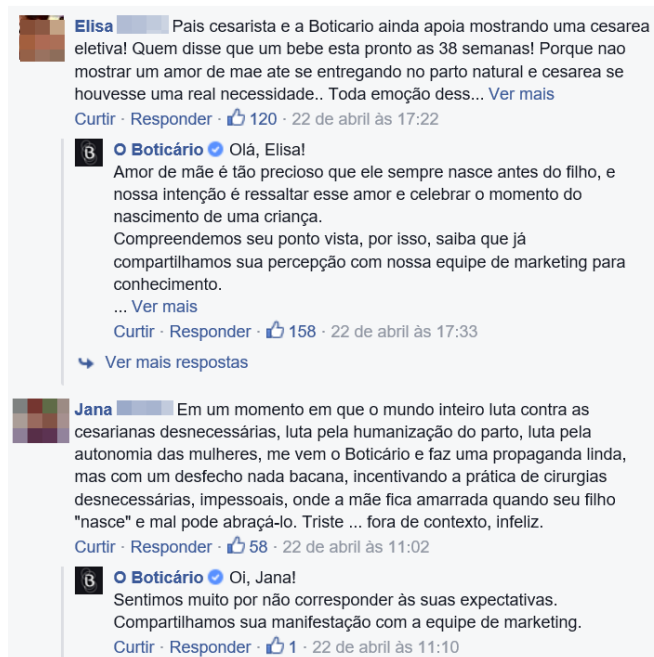 Elisa Pais cesarista e a Boticario ainda apoia mostrando uma cesarea
eletiva! Quem disse que um bebe esta pronto as 38 semanas! Porque nao
mostrar um amor de mae ate se entregando no parto natural e cesarea se
houvesse uma real necessidade.. Toda emoção dess... Ver mais
Curtir · Responder · 120 · 22 de abril às 17:22
B
O Boticário Olá, Elisa!
Amor de mãe é tão precioso que ele sempre nasce antes do filho, e
nossa intenção é ressaltar esse amor e celebrar o momento do
nascimento de uma criança.
Compreendemos seu ponto vista, por isso, saiba que já
compartilhamos sua percepção com nossa equipe de marketing para
conhecimento.
... Ver mais
Curtir · Responder · 158 · 22 de abril às 17:33
Ver mais respostas
Jana Em um momento em que o mundo inteiro luta contra as
cesarianas desnecessárias, luta pela humanização do parto, luta pela
autonomia das mulheres, me vem o Boticário e faz uma propaganda linda,
mas com um desfecho nada bacana, incentivando a prática de cirurgias
desnecessárias, impessoais, onde a mãe fica amarrada quando seu filho
"nasce" e mal pode abraçá-lo. Triste ... fora de contexto, infeliz.
Curtir · Responder · 58 · 22 de abril às 11:02
B
O Boticário Oi, Jana!
Sentimos muito por não corresponder às suas expectativas.
Compartilhamos sua manifestação com a equipe de marketing.
Curtir · Responder · 1 · 22 de abril às 11:10